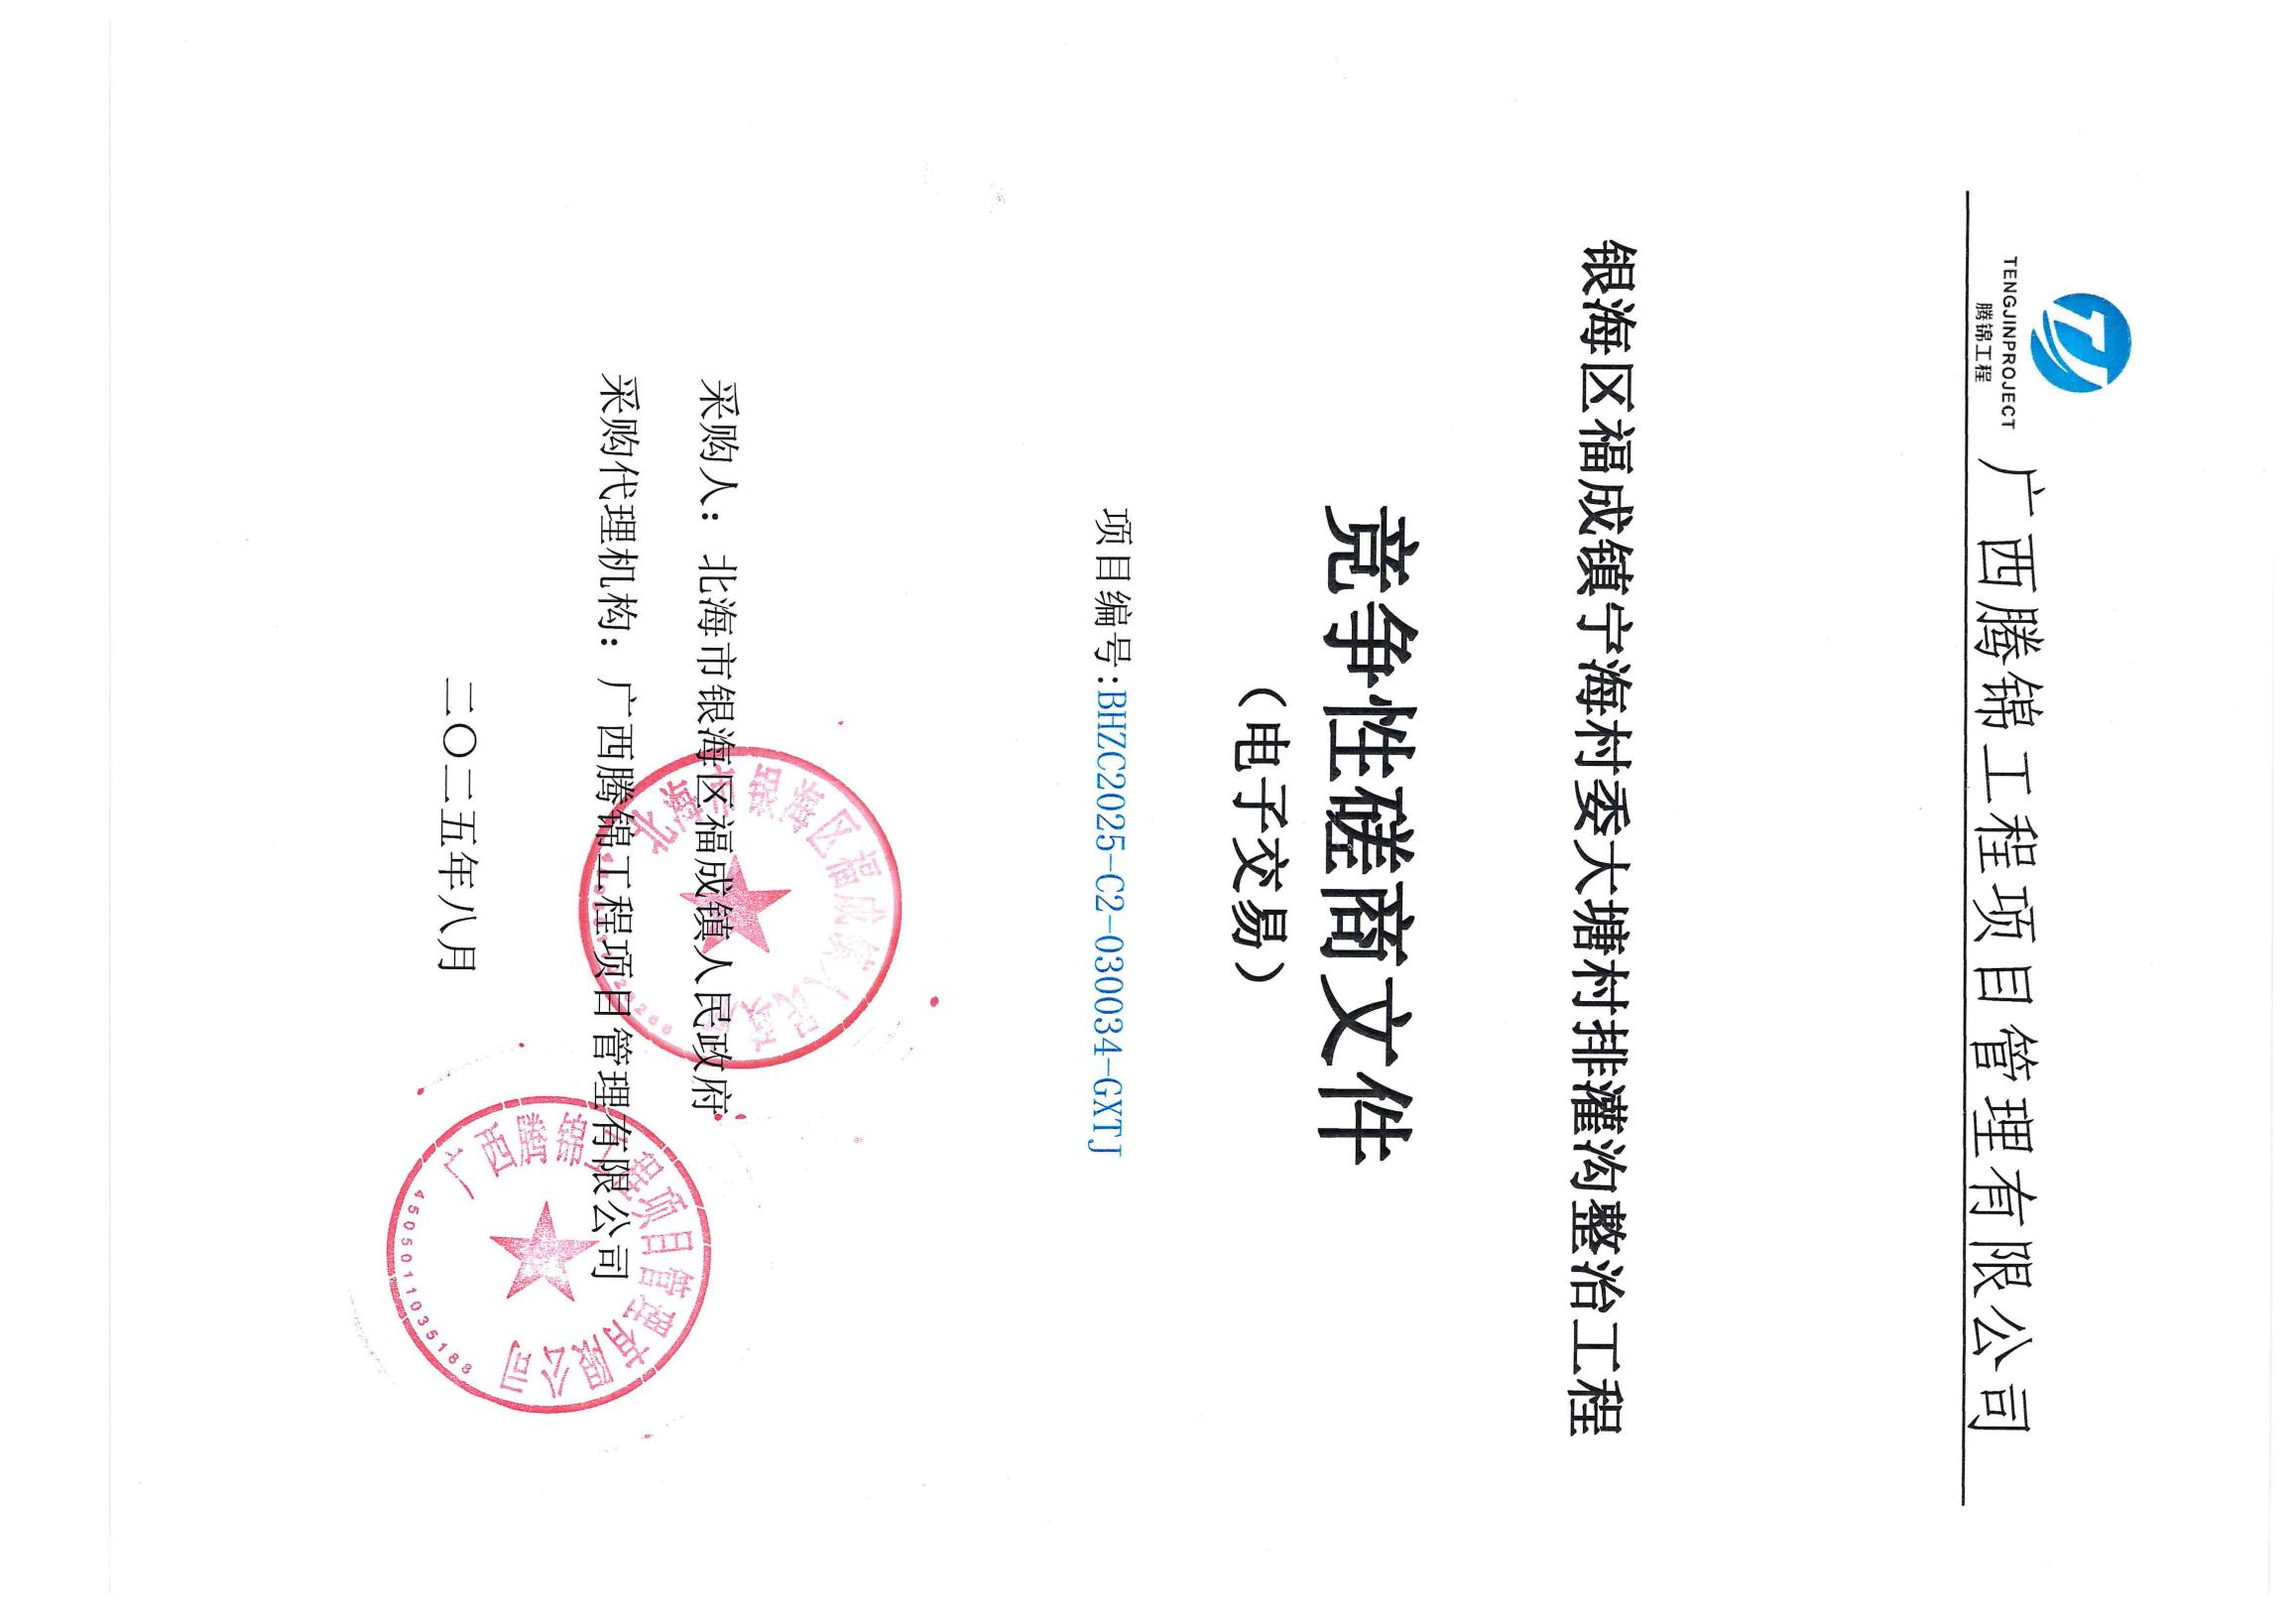 TENGJINPROJECT
腾锦工程
广西腾锦工程项目管理有限公司
银海区福成镇宁海村委大塘村排灌沟整治工程
竞争性磋商文件
（电子交易）
项目编号：BHZC2025-C2-030034-GXTJ
采购人：北海市银海区福成镇人民政府
采购代理机构：广西腾锦工程项目管理有限公司
二〇二五年八月
北海市银海区福成镇人民政府
广西腾锦工程项目管理有限公司
4505011035188